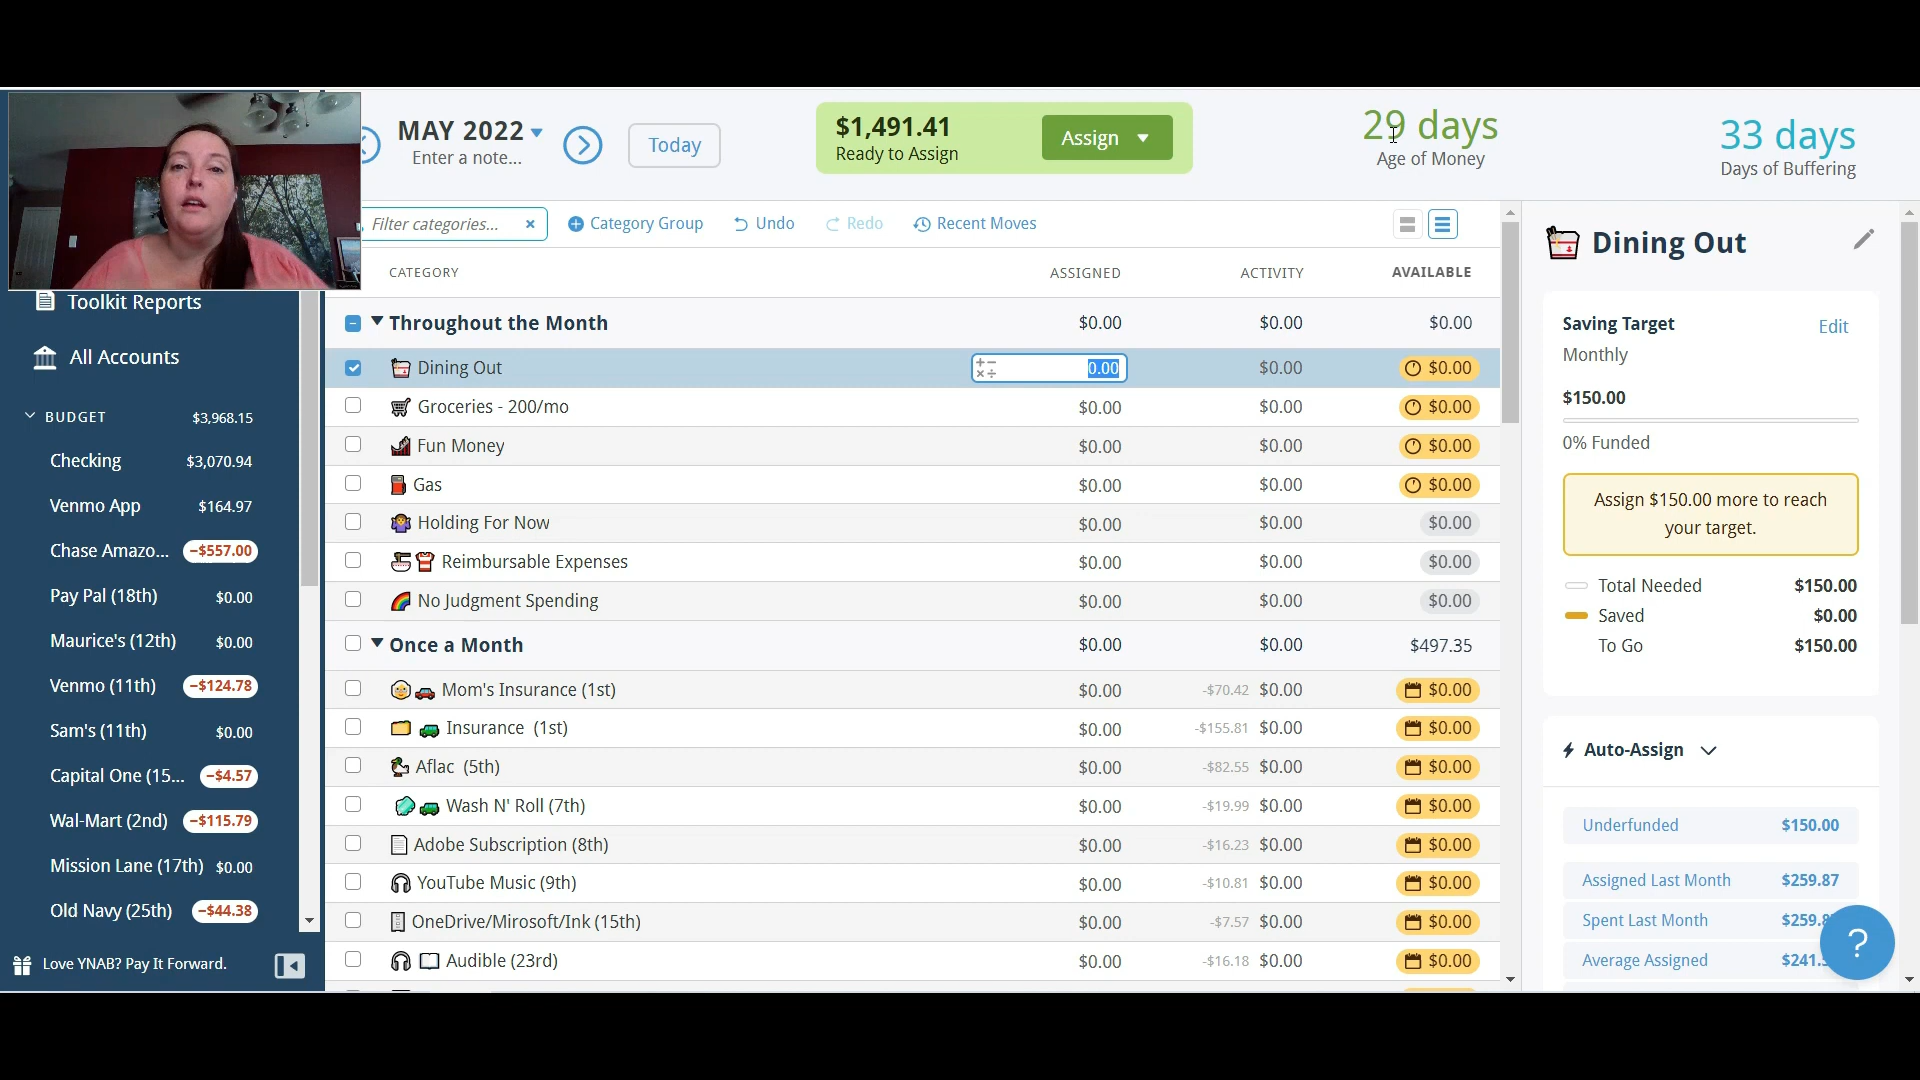 MAY 2022
Enter a note...
Today
$1,491.41
Ready to Assign
Assign
29 days
Age of Money
33 days
Days of Buffering
Toolkit Reports
All Accounts
BUDGET $3,968.15
Checking $3,070.94
Venmo App $164.97
Chase Amazo... −$557.00
Pay Pal (18th) $0.00
Maurice's (12th) $0.00
Venmo (11th) −$124.78
Sam's (11th) $0.00
Capital One (15... −$4.57
Wal-Mart (2nd) −$115.79
Mission Lane (17th) $0.00
Old Navy (25th) −$44.38
Love YNAB? Pay It Forward.
Filter categories...
Category Group
Undo
Redo
Recent Moves
CATEGORY ASSIGNED ACTIVITY AVAILABLE
Throughout the Month $0.00 $0.00 $0.00
Dining Out 0.00 $0.00 $0.00
Groceries - 200/mo $0.00 $0.00 $0.00
Fun Money $0.00 $0.00 $0.00
Gas $0.00 $0.00 $0.00
Holding For Now $0.00 $0.00 $0.00
Reimbursable Expenses $0.00 $0.00 $0.00
No Judgment Spending $0.00 $0.00 $0.00
Once a Month $0.00 $0.00 $497.35
Mom's Insurance (1st) $0.00 -$70.42 $0.00 $0.00
Insurance (1st) $0.00 -$155.81 $0.00 $0.00
Aflac (5th) $0.00 -$82.55 $0.00 $0.00
Wash N' Roll (7th) $0.00 -$19.99 $0.00 $0.00
Adobe Subscription (8th) $0.00 -$16.23 $0.00 $0.00
YouTube Music (9th) $0.00 -$10.81 $0.00 $0.00
OneDrive/Mirosoft/Ink (15th) $0.00 -$7.57 $0.00 $0.00
Audible (23rd) $0.00 -$16.18 $0.00 $0.00
Dining Out
Saving Target Edit
Monthly
$150.00
0% Funded
Assign $150.00 more to reach
your target.
Total Needed $150.00
Saved $0.00
To Go $150.00
Auto-Assign
Underfunded $150.00
Assigned Last Month $259.87
Spent Last Month $259.8
Average Assigned $241.
?